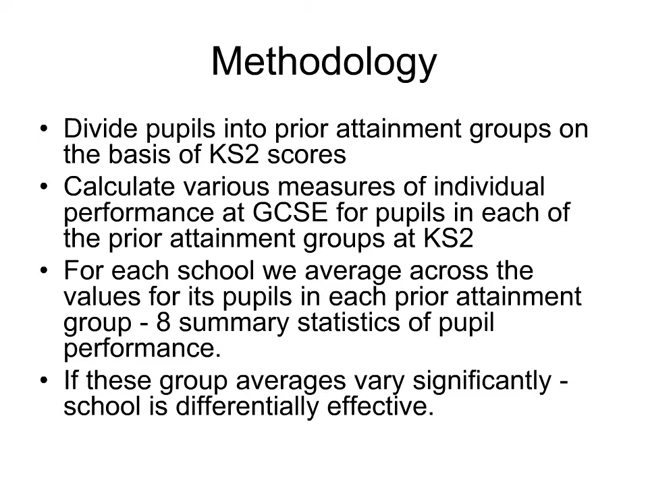 Methodology
• Divide pupils into prior attainment groups on
the basis of KS2 scores
• Calculate various measures of individual
performance at GCSE for pupils in each of
the prior attainment groups at KS2
• For each school we average across the
values for its pupils in each prior attainment
group - 8 summary statistics of pupil
performance.
• If these group averages vary significantly -
school is differentially effective.